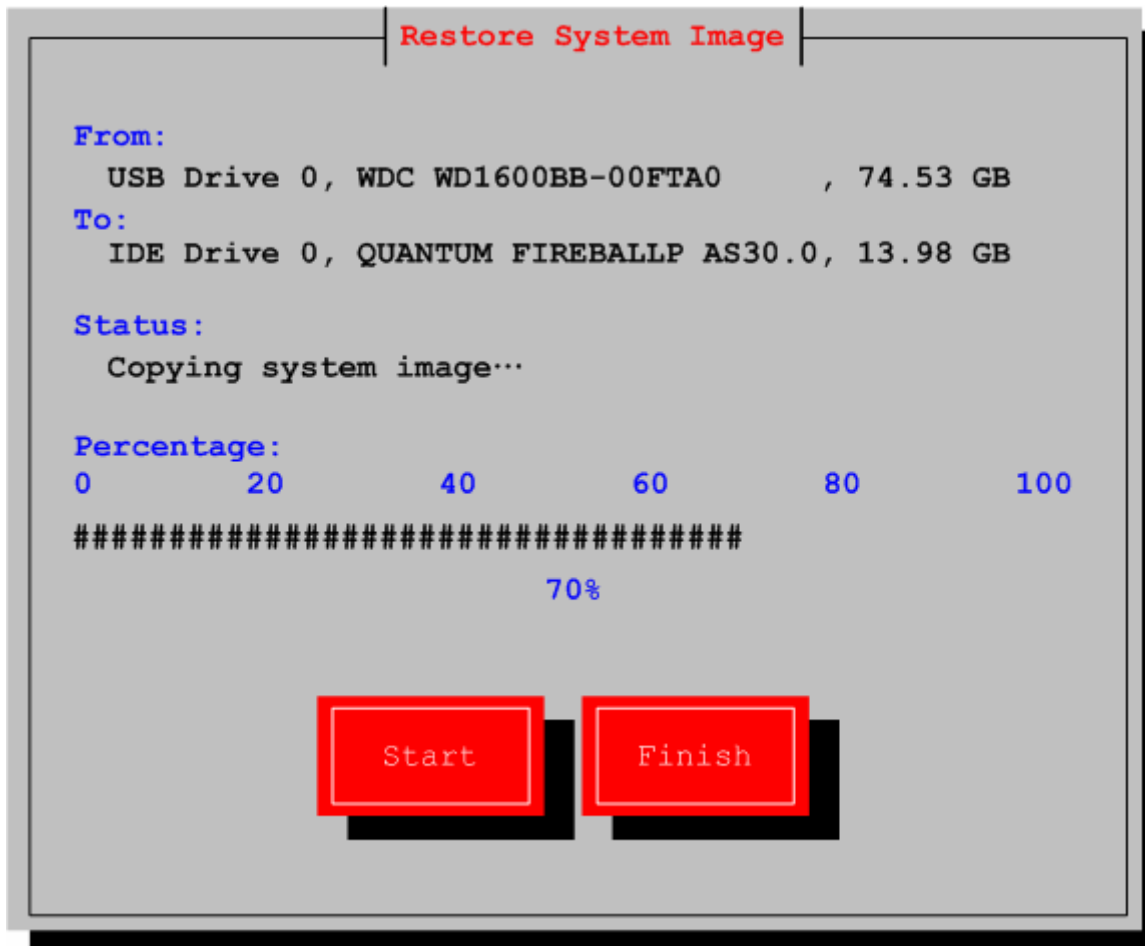 Restore System Image
From:
USB Drive 0, WDC WD1600BB-00FTA0      , 74.53 GB
To:
IDE Drive 0, QUANTUM FIREBALLP AS30.0, 13.98 GB
Status:
Copying system image…
Percentage:
0 20 40 60 80 100
###################################
70%
Start Finish